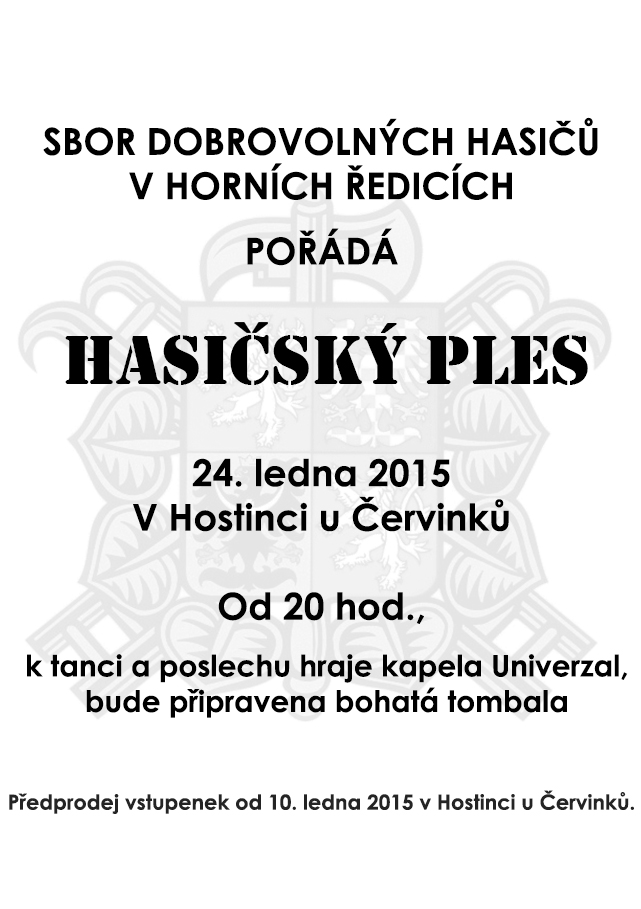 SBOR DOBROVOLNÝCH HASIČŮ
V HORNÍCH ŘEDICÍCH
POŘÁDÁ
HASIČSKÝ PLES
24. ledna 2015
V Hostinci u Červinků
Od 20 hod.,
k tanci a poslechu hraje kapela Univerzal,
bude připravena bohatá tombala
Předprodej vstupenek od 10. ledna 2015 v Hostinci u Červinků.